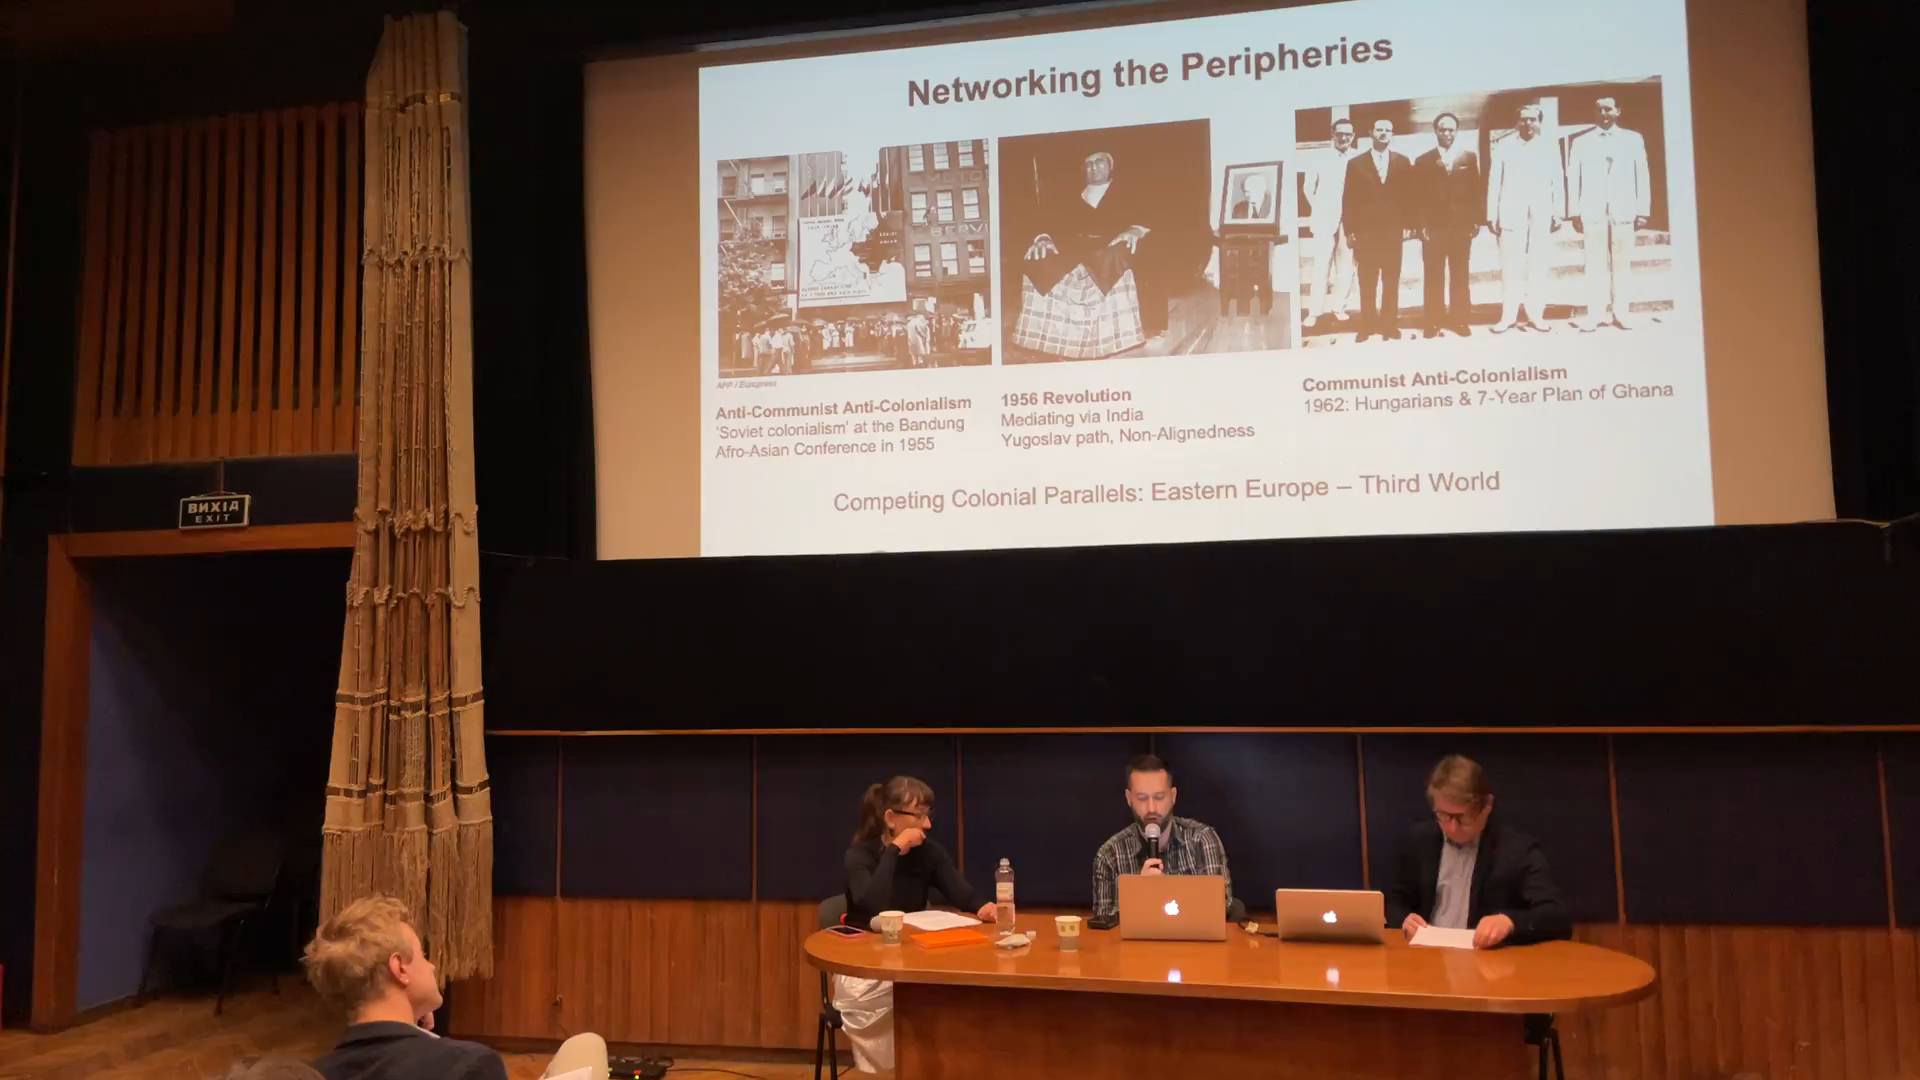 Networking the Peripheries
AFP / Europress
Anti-Communist Anti-Colonialism
'Soviet colonialism' at the Bandung
Afro-Asian Conference in 1955
1956 Revolution
Mediating via India
Yugoslav path, Non-Alignedness
Communist Anti-Colonialism
1962: Hungarians & 7-Year Plan of Ghana
Competing Colonial Parallels: Eastern Europe – Third World
ВИХІД
EXIT